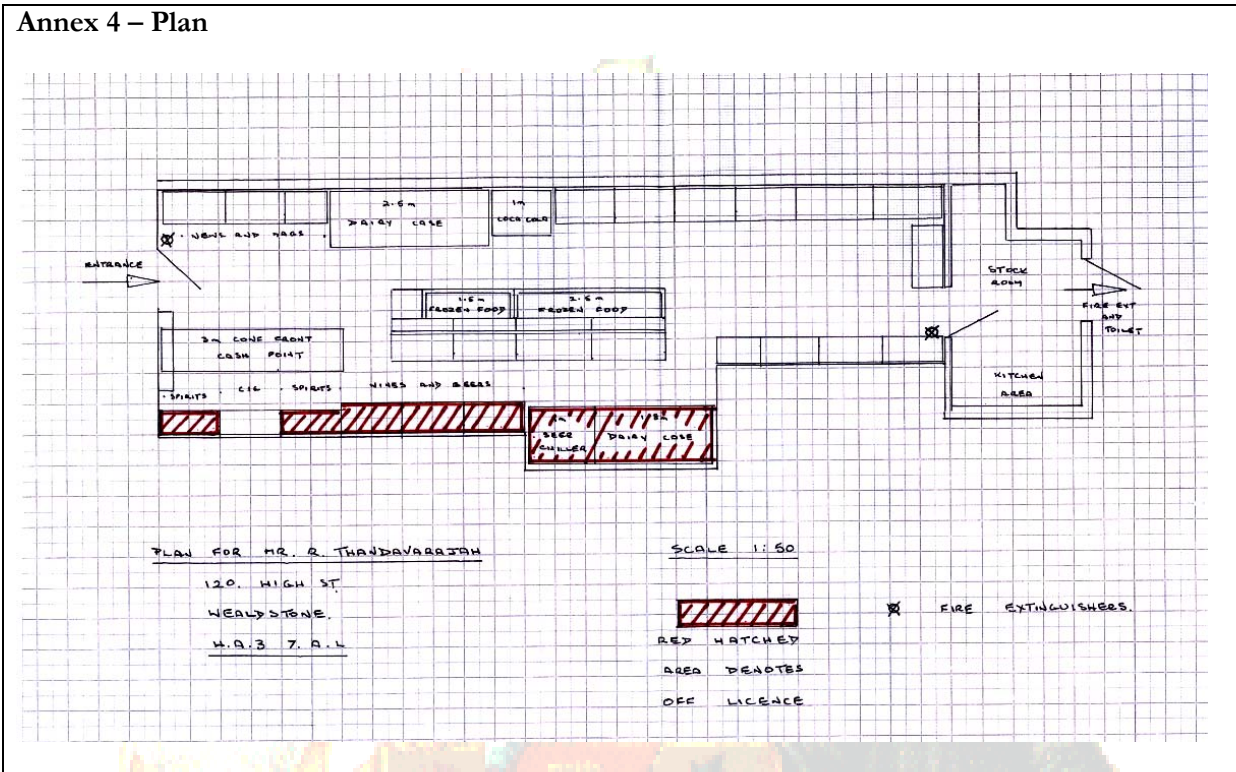 Annex 4 – Plan
2.5m
DAIRY CASE
1m
COCA COLA
NEWS AND MAGS
ENTRANCE
STOCK
ROOM
FIRE EXT
AND
TOILET
1.5m
FROZEN FOOD
2.5m
FROZEN FOOD
3m CONF FRONT
CASH POINT
KITCHEN
AREA
SPIRITS
CIG
SPIRITS
WINES AND BEERS
BEER
CHILLER
DAIRY CASE
PLAN FOR MR. R. THANDAVARAJAH
120. HIGH ST
WEALDSTONE.
H.A.3 7.A.L
SCALE 1:50
RED HATCHED
AREA DENOTES
OFF LICENCE
FIRE EXTINGUISHERS.